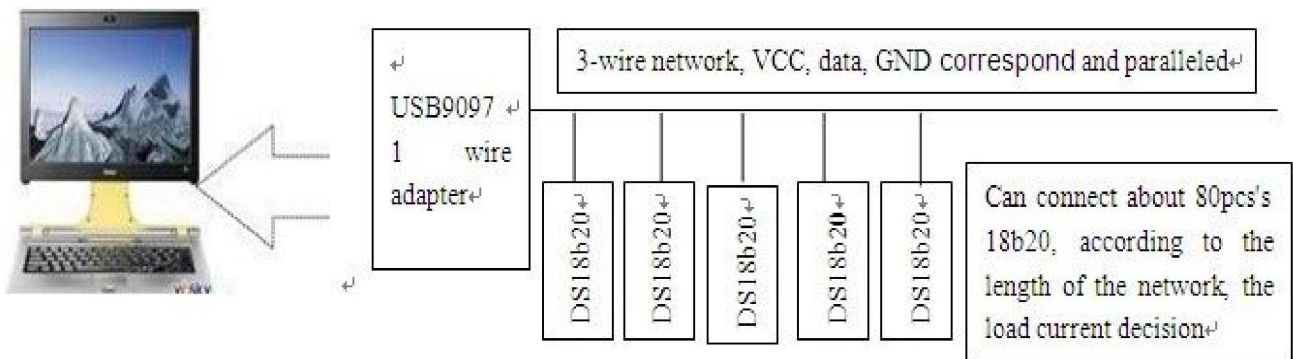 3-wire network, VCC, data, GND correspond and paralleled
USB9097
1 wire
adapter
DS18b20
DS18b20
DS18b20
DS18b20
DS18b20
Can connect about 80pcs's
18b20, according to the
length of the network, the
load current decision